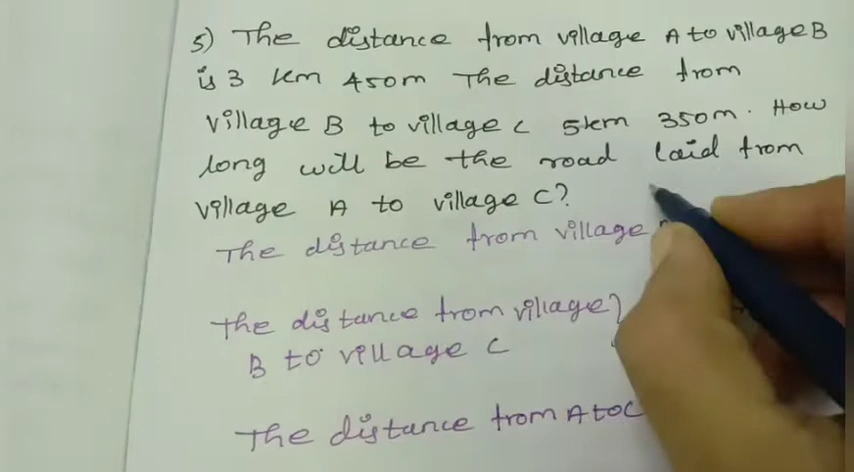 5) The distance from village A to village B
is 3 km 450m The distance from
village B to village C 5km 350m. How
long will be the road laid from
village A to village C?
The distance from village
The distance from village }
B to village C
The distance from A to C